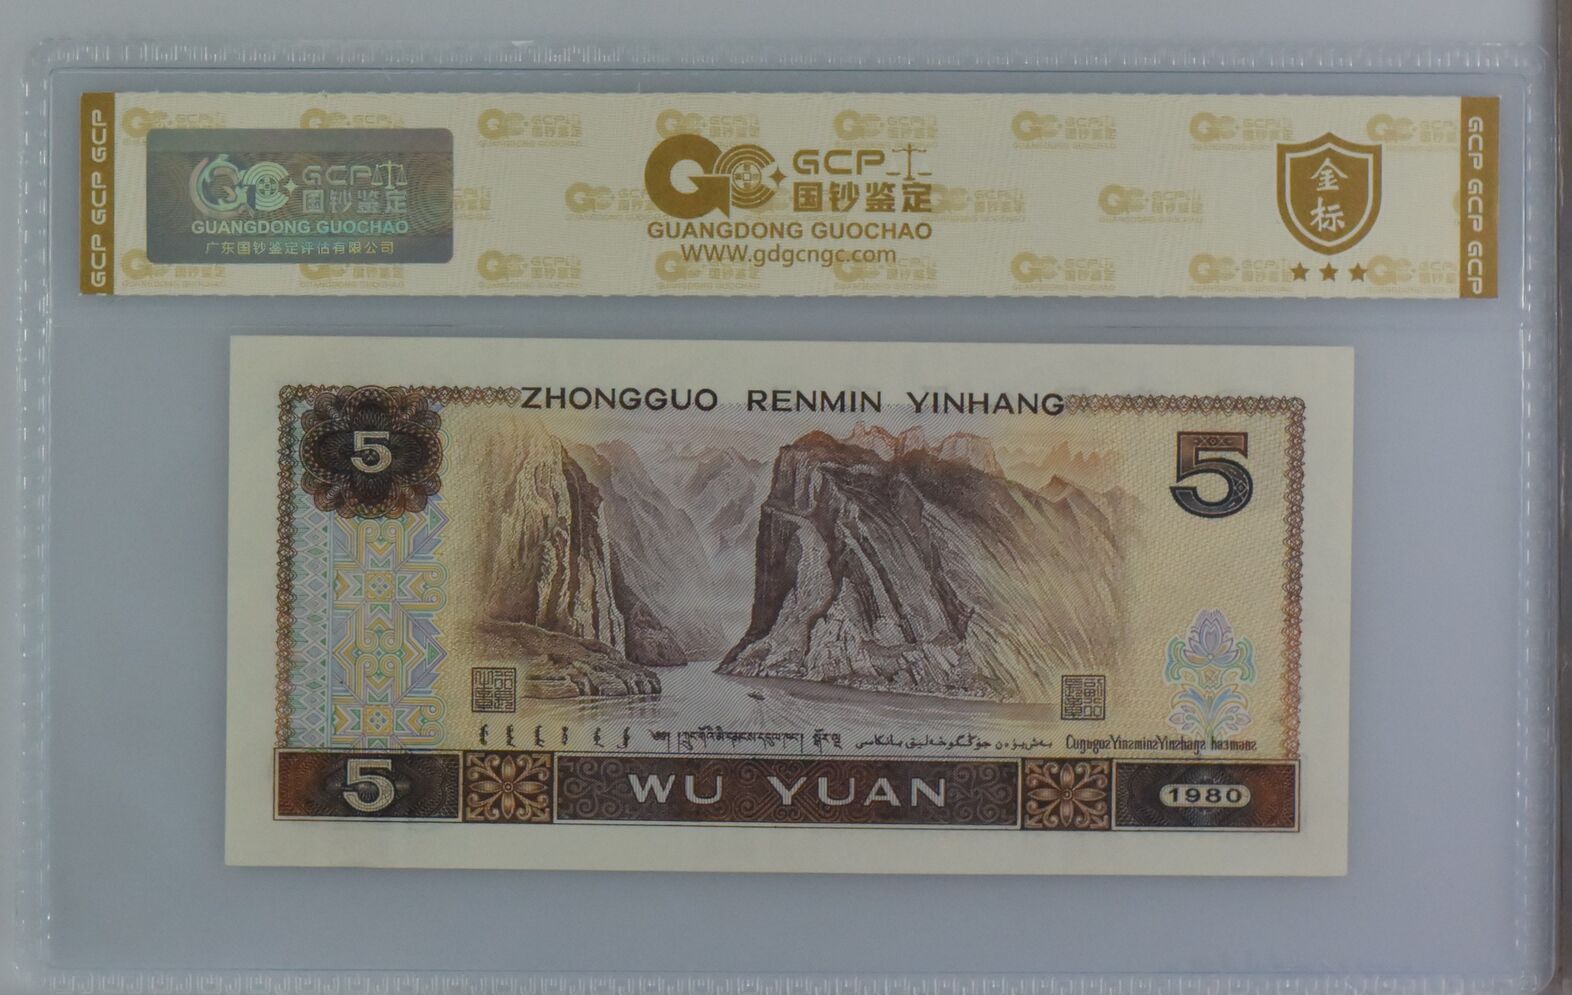 GCP GCP GCP
GCP
国钞鉴定
GUANGDONG GUOCHAO
广东国钞鉴定评估有限公司
GCP
国钞鉴定
GUANGDONG GUOCHAO
WWW.gdgcngc.com
金标
GCP GCP GCP
ZHONGGUO RENMIN YINHANG
5
5
5
WU YUAN
1980